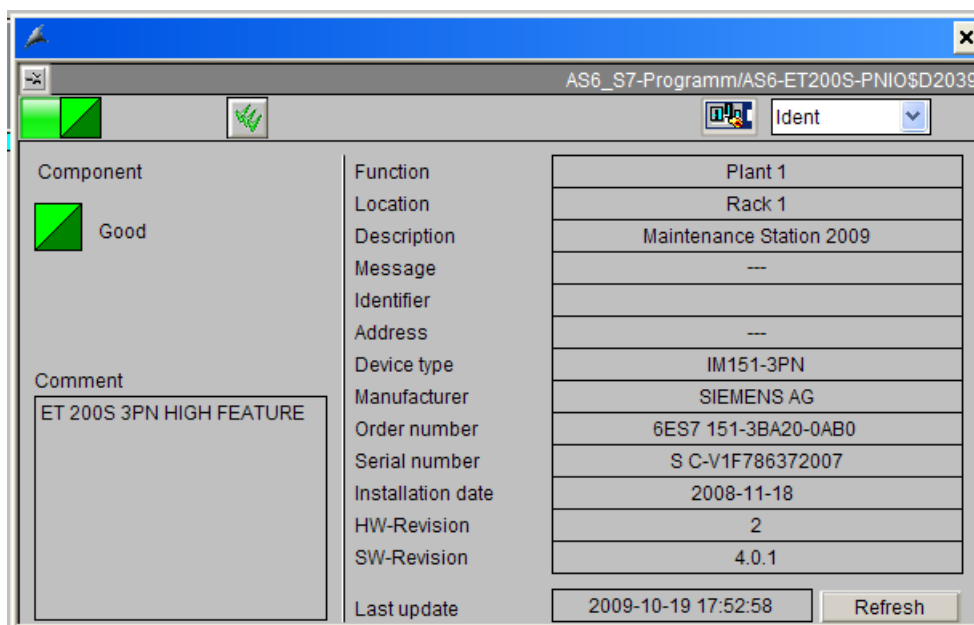 AS6_S7-Programm/AS6-ET200S-PNIO$D2039
Ident
Component
Good
Comment
ET 200S 3PN HIGH FEATURE
Function Plant 1
Location Rack 1
Description Maintenance Station 2009
Message ---
Identifier
Address ---
Device type IM151-3PN
Manufacturer SIEMENS AG
Order number 6ES7 151-3BA20-0AB0
Serial number S C-V1F786372007
Installation date 2008-11-18
HW-Revision 2
SW-Revision 4.0.1
Last update 2009-10-19 17:52:58 Refresh